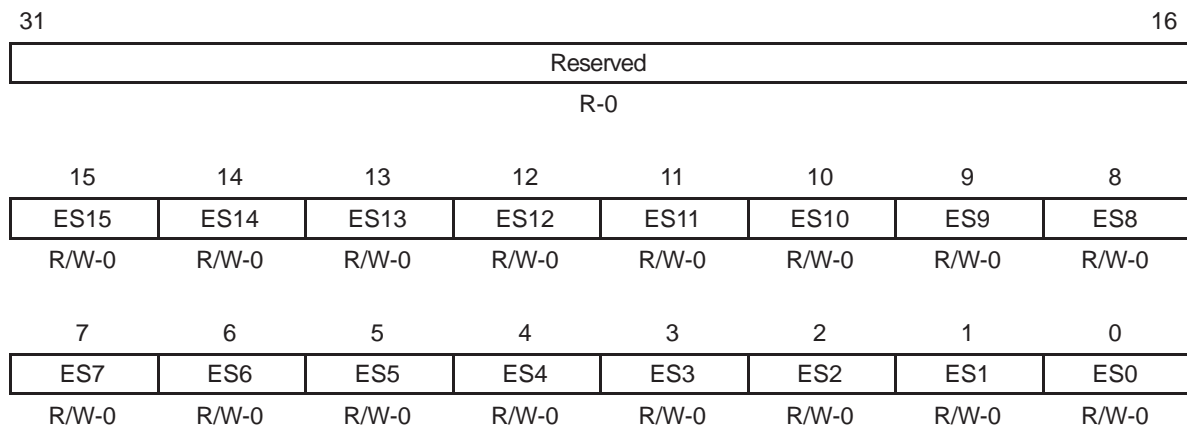 31 16
Reserved
R-0
15 14 13 12 11 10 9 8
ES15 ES14 ES13 ES12 ES11 ES10 ES9 ES8
R/W-0 R/W-0 R/W-0 R/W-0 R/W-0 R/W-0 R/W-0 R/W-0
7 6 5 4 3 2 1 0
ES7 ES6 ES5 ES4 ES3 ES2 ES1 ES0
R/W-0 R/W-0 R/W-0 R/W-0 R/W-0 R/W-0 R/W-0 R/W-0